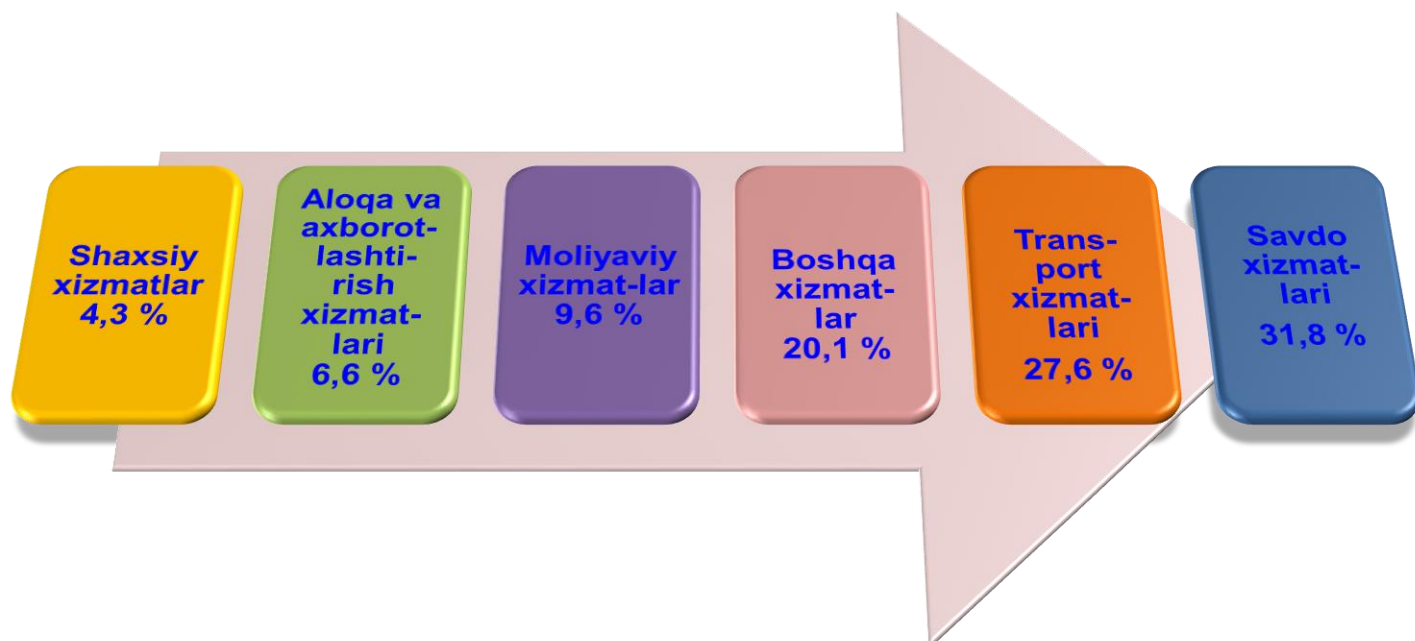 Shaxsiy
xizmatlar
4,3 %
Aloqa va
axborot-
lashti-
rish
xizmat-
lari
6,6 %
Moliyaviy
xizmat-lar
9,6 %
Boshqa
xizmat-
lar
20,1 %
Trans-
port
xizmat-
lari
27,6 %
Savdo
xizmat-
lari
31,8 %